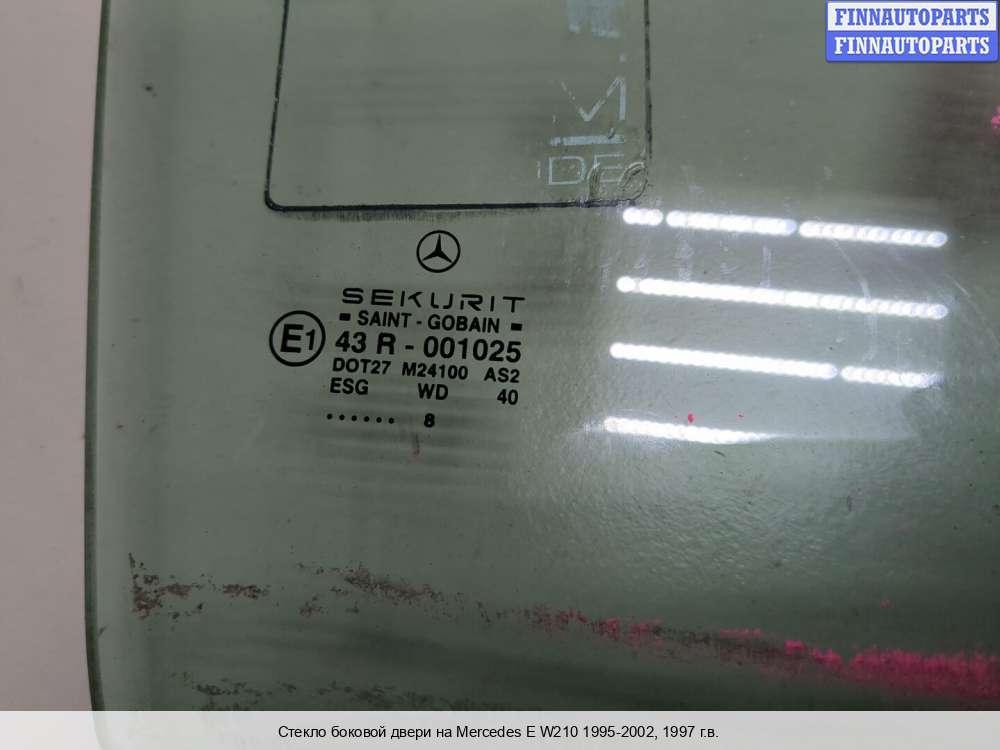 FINNAUTOPARTS
FINNAUTOPARTS
SEKURIT
SAINT - GOBAIN
E1 43 R - 001025
DOT27 M24100 AS2
ESG WD 40
...... 8
Стекло боковой двери на Mercedes E W210 1995-2002, 1997 г.в.